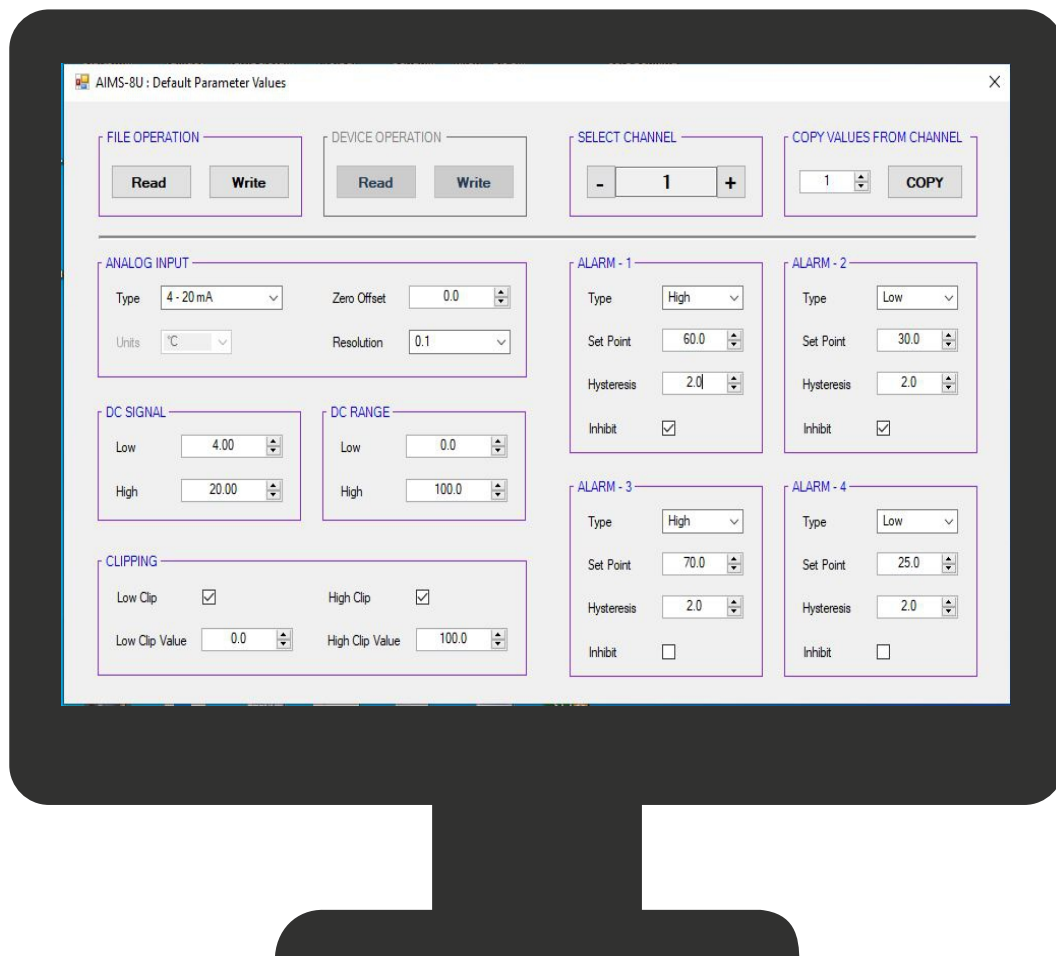 AIMS-8U : Default Parameter Values
FILE OPERATION
Read Write
DEVICE OPERATION
Read Write
SELECT CHANNEL
- 1 +
COPY VALUES FROM CHANNEL
1 COPY
ANALOG INPUT
Type 4 - 20 mA Zero Offset 0.0
Units °C Resolution 0.1
DC SIGNAL
Low 4.00
High 20.00
DC RANGE
Low 0.0
High 100.0
CLIPPING
Low Clip High Clip
Low Clip Value 0.0 High Clip Value 100.0
ALARM - 1
Type High
Set Point 60.0
Hysteresis 2.0
Inhibit
ALARM - 2
Type Low
Set Point 30.0
Hysteresis 2.0
Inhibit
ALARM - 3
Type High
Set Point 70.0
Hysteresis 2.0
Inhibit
ALARM - 4
Type Low
Set Point 25.0
Hysteresis 2.0
Inhibit